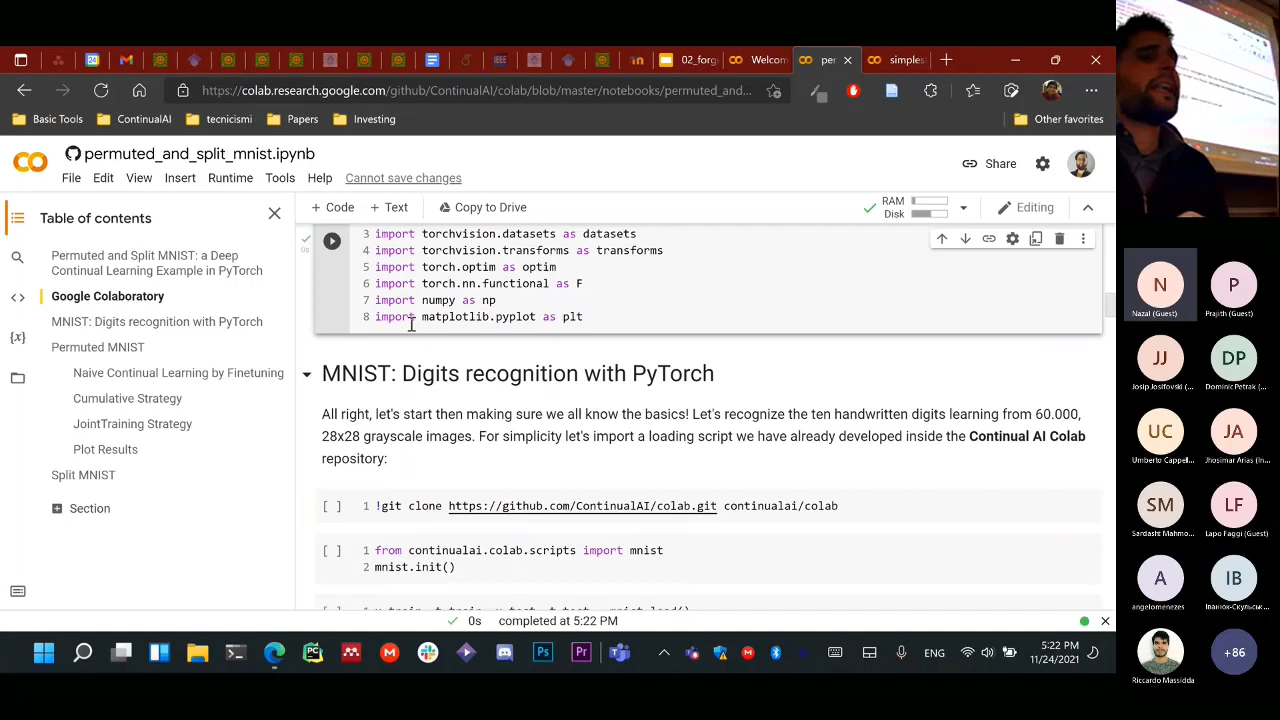 02_forg
Welcom
per
simples
https://colab.research.google.com/github/ContinualAI/colab/blob/master/notebooks/permuted_and...
Basic Tools
ContinualAI
tecnicismi
Papers
Investing
Other favorites
permuted_and_split_mnist.ipynb
File Edit View Insert Runtime Tools Help Cannot save changes
Share
Table of contents
+ Code + Text Copy to Drive
RAM
Disk
Editing
Permuted and Split MNIST: a Deep
Continual Learning Example in PyTorch
Google Colaboratory
MNIST: Digits recognition with PyTorch
Permuted MNIST
Naive Continual Learning by Finetuning
Cumulative Strategy
JointTraining Strategy
Plot Results
Split MNIST
Section
0s
3 import torchvision.datasets as datasets
4 import torchvision.transforms as transforms
5 import torch.optim as optim
6 import torch.nn.functional as F
7 import numpy as np
8 import matplotlib.pyplot as plt
MNIST: Digits recognition with PyTorch
All right, let's start then making sure we all know the basics! Let's recognize the ten handwritten digits learning from 60.000,
28x28 grayscale images. For simplicity let's import a loading script we have already developed inside the Continual AI Colab
repository:
[ ] 1 !git clone https://github.com/ContinualAI/colab.git continualai/colab
[ ] 1 from continualai.colab.scripts import mnist
2 mnist.init()
0s completed at 5:22 PM
ENG
5:22 PM
11/24/2021
N
Nazal (Guest)
P
Prajith (Guest)
JJ
Josip Josifovski (...
DP
Dominic Petrak (...
UC
Umberto Cappell...
JA
Jhosimar Arias (In...
SM
Sardasht Mahmo...
LF
Lapo Faggi (Guest)
A
angelomenezes
ІВ
Іванюк-Скульськ...
Riccardo Massidda
+86